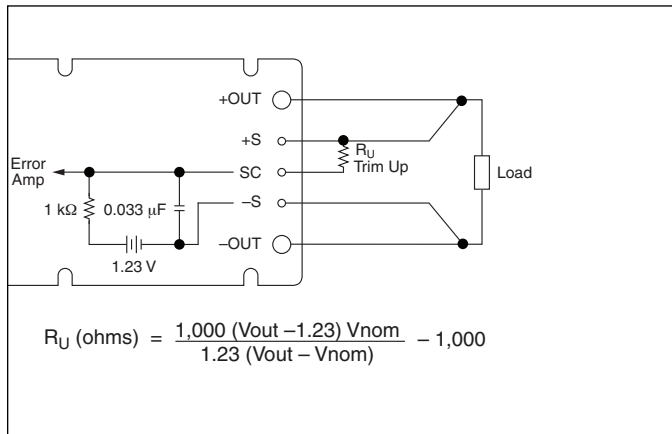 +OUT
+S
Error
Amp
SC
R_U
Trim Up
Load
1 kΩ
0.033 µF
–S
–OUT
1.23 V
R_U (ohms) = 1,000 (Vout –1.23) Vnom / 1.23 (Vout – Vnom) – 1,000